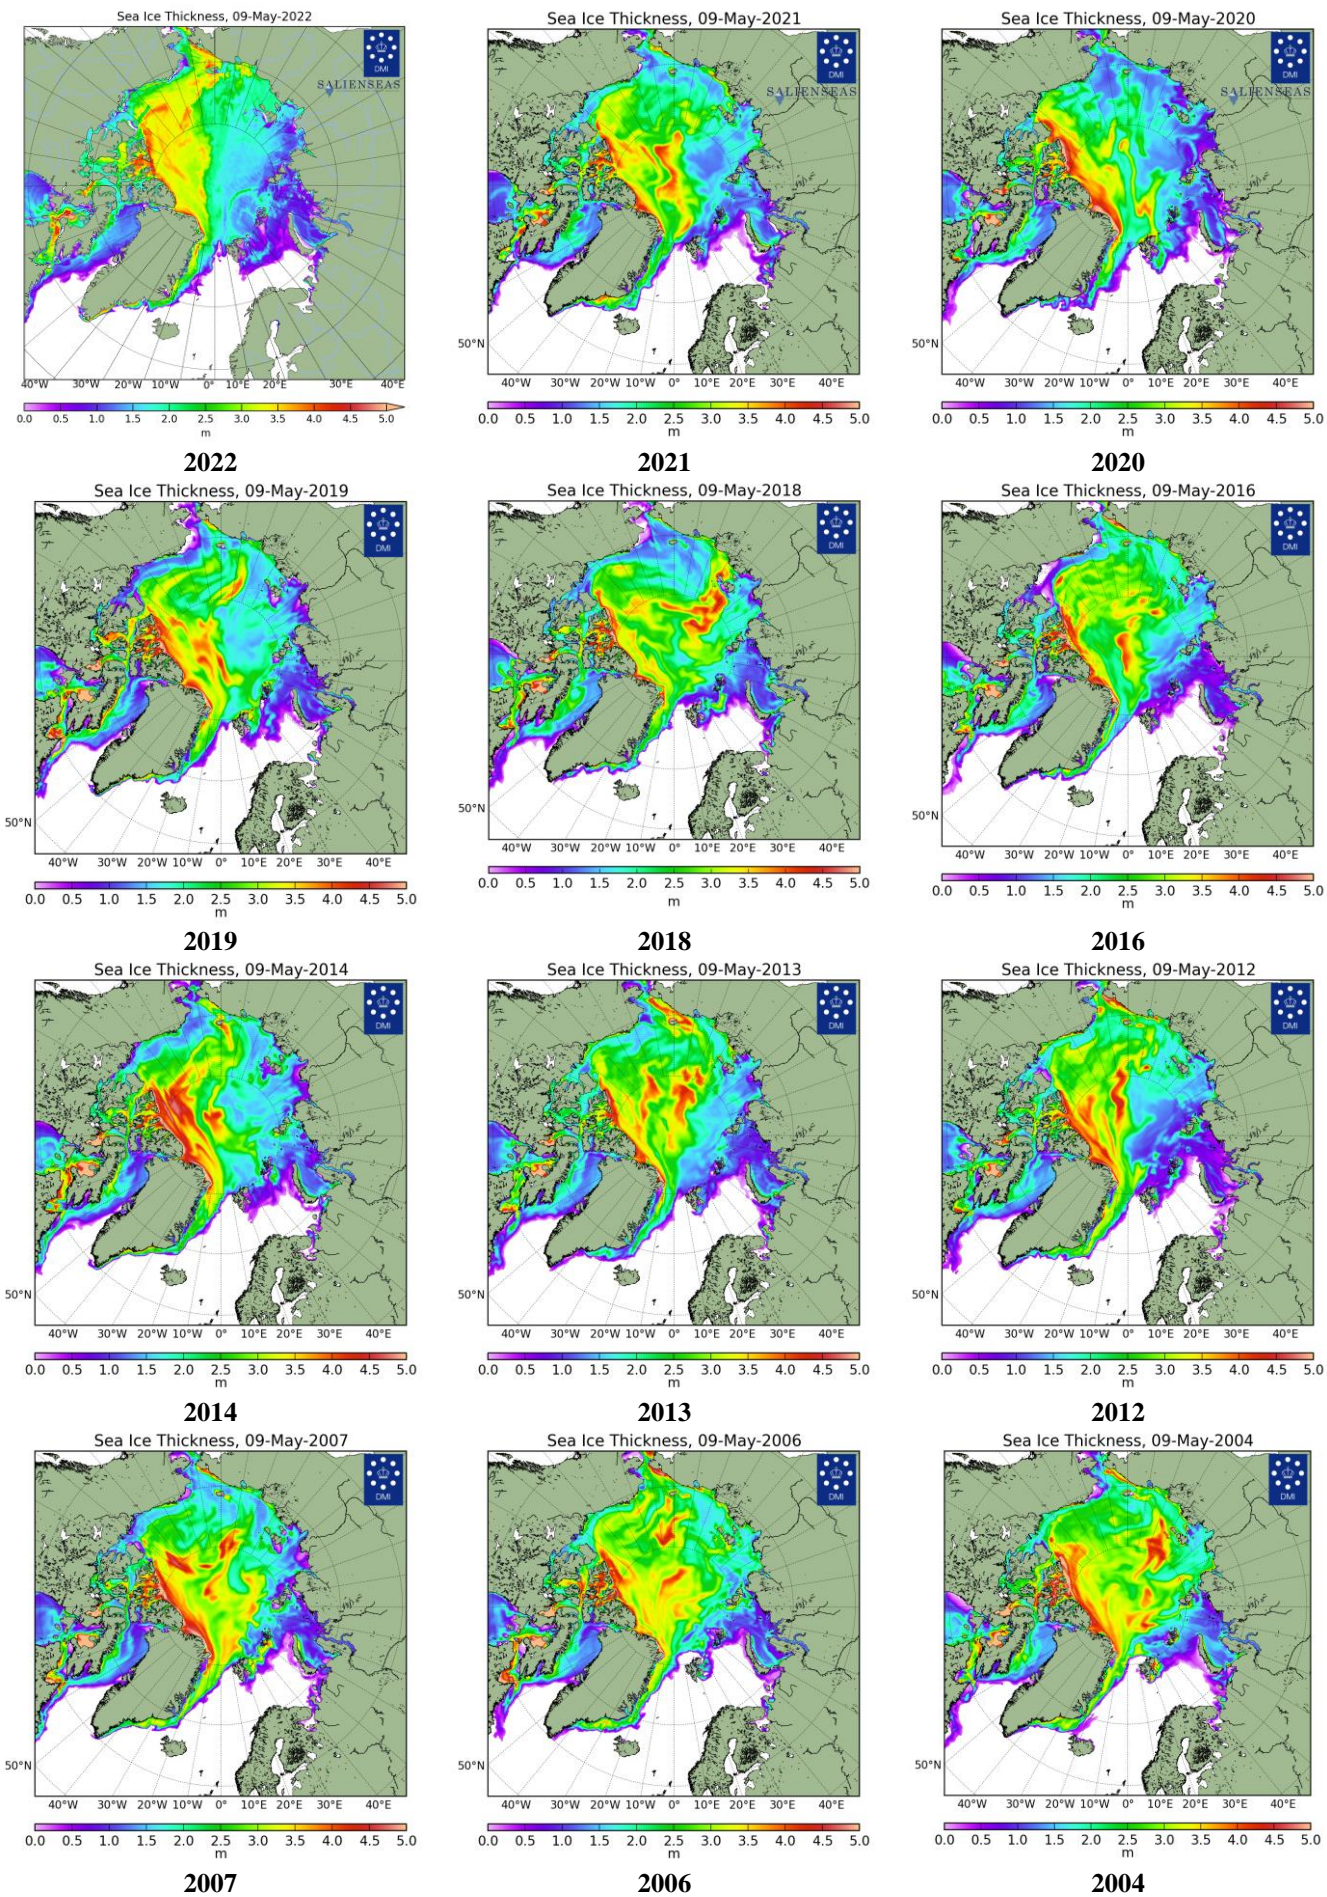 Sea Ice Thickness, 09-May-2022
DMI
SALIENSEAS
40°W 30°W 20°W 10°W 0° 10°E 20°E 30°E 40°E
0.0 0.5 1.0 1.5 2.0 2.5 3.0 3.5 4.0 4.5 5.0
m
2022
Sea Ice Thickness, 09-May-2021
DMI
SALIENSEAS
50°N
40°W 30°W 20°W 10°W 0° 10°E 20°E 40°E
0.0 0.5 1.0 1.5 2.0 2.5 3.0 3.5 4.0 4.5 5.0
m
2021
Sea Ice Thickness, 09-May-2020
DMI
SALIENSEAS
50°N
40°W 30°W 20°W 10°W 0° 10°E 20°E 40°E
0.0 0.5 1.0 1.5 2.0 2.5 3.0 3.5 4.0 4.5 5.0
m
2020
Sea Ice Thickness, 09-May-2019
DMI
50°N
40°W 30°W 20°W 10°W 0° 10°E 20°E 40°E
0.0 0.5 1.0 1.5 2.0 2.5 3.0 3.5 4.0 4.5 5.0
m
2019
Sea Ice Thickness, 09-May-2018
DMI
50°N
40°W 30°W 20°W 10°W 0° 10°E 20°E 40°E
0.0 0.5 1.0 1.5 2.0 2.5 3.0 3.5 4.0 4.5 5.0
m
2018
Sea Ice Thickness, 09-May-2016
DMI
50°N
40°W 30°W 20°W 10°W 0° 10°E 20°E 40°E
0.0 0.5 1.0 1.5 2.0 2.5 3.0 3.5 4.0 4.5 5.0
m
2016
Sea Ice Thickness, 09-May-2014
DMI
50°N
40°W 30°W 20°W 10°W 0° 10°E 20°E 40°E
0.0 0.5 1.0 1.5 2.0 2.5 3.0 3.5 4.0 4.5 5.0
m
2014
Sea Ice Thickness, 09-May-2013
DMI
50°N
40°W 30°W 20°W 10°W 0° 10°E 20°E 40°E
0.0 0.5 1.0 1.5 2.0 2.5 3.0 3.5 4.0 4.5 5.0
m
2013
Sea Ice Thickness, 09-May-2012
DMI
50°N
40°W 30°W 20°W 10°W 0° 10°E 20°E 40°E
0.0 0.5 1.0 1.5 2.0 2.5 3.0 3.5 4.0 4.5 5.0
m
2012
Sea Ice Thickness, 09-May-2007
DMI
50°N
40°W 30°W 20°W 10°W 0° 10°E 20°E 40°E
0.0 0.5 1.0 1.5 2.0 2.5 3.0 3.5 4.0 4.5 5.0
m
2007
Sea Ice Thickness, 09-May-2006
DMI
50°N
40°W 30°W 20°W 10°W 0° 10°E 20°E 40°E
0.0 0.5 1.0 1.5 2.0 2.5 3.0 3.5 4.0 4.5 5.0
m
2006
Sea Ice Thickness, 09-May-2004
DMI
50°N
40°W 30°W 20°W 10°W 0° 10°E 20°E 40°E
0.0 0.5 1.0 1.5 2.0 2.5 3.0 3.5 4.0 4.5 5.0
m
2004